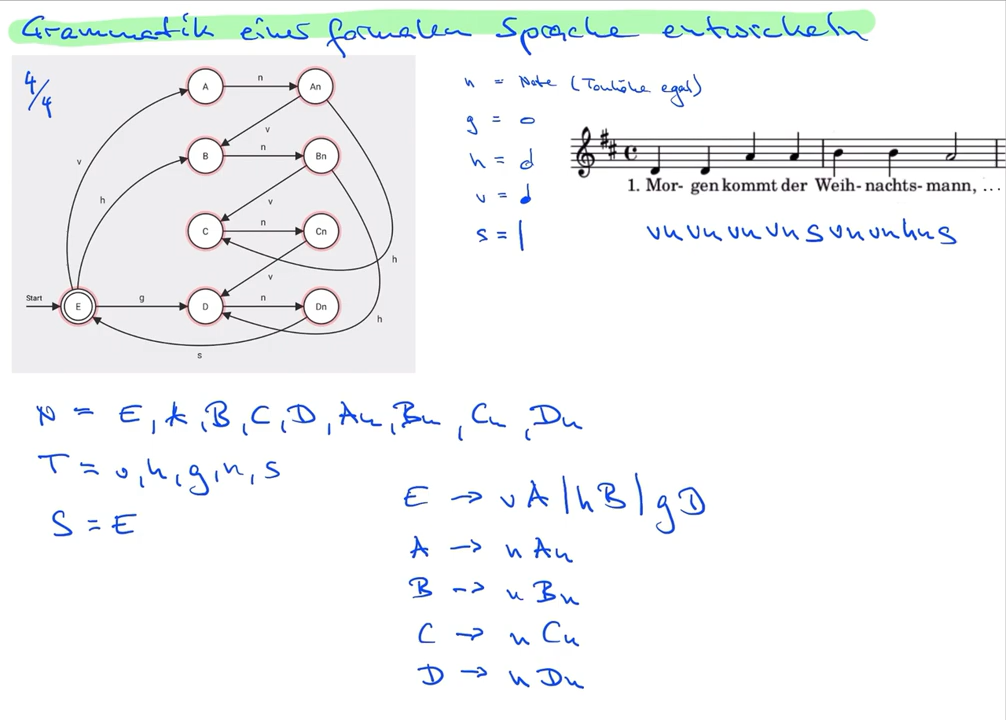 Grammatik einer formalen Sprache entwickeln
4/4
A n An
v
B n Bn
v
h
v
C n Cn
h
v
Start E g D n Dn
h
s
n = Note (Tonhöhe egal)
g = 𝅝
h = 𝅗𝅥
v = 𝅘𝅥
s = |
1. Mor- gen kommt der Weih- nachts- mann, ...
vnvnvnvnsvnvnhns
N = E, A, B, C, D, An, Bn, Cn, Dn
T = v, h, g, n, s
S = E
E → vA | hB | gD
A → n An
B → n Bn
C → n Cn
D → n Dn